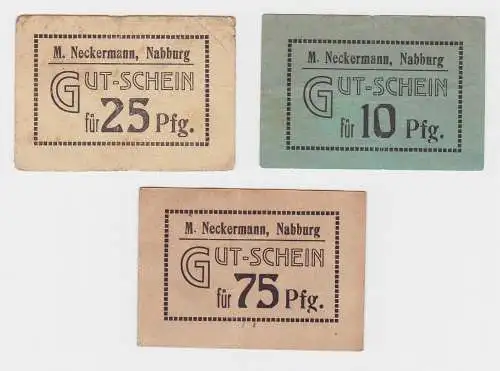 M. Neckermann, Nabburg
GUT-SCHEIN
für 25 Pfg.
M. Neckermann, Nabburg
GUT-SCHEIN
für 10 Pfg.
M. Neckermann, Nabburg
GUT-SCHEIN
für 75 Pfg.